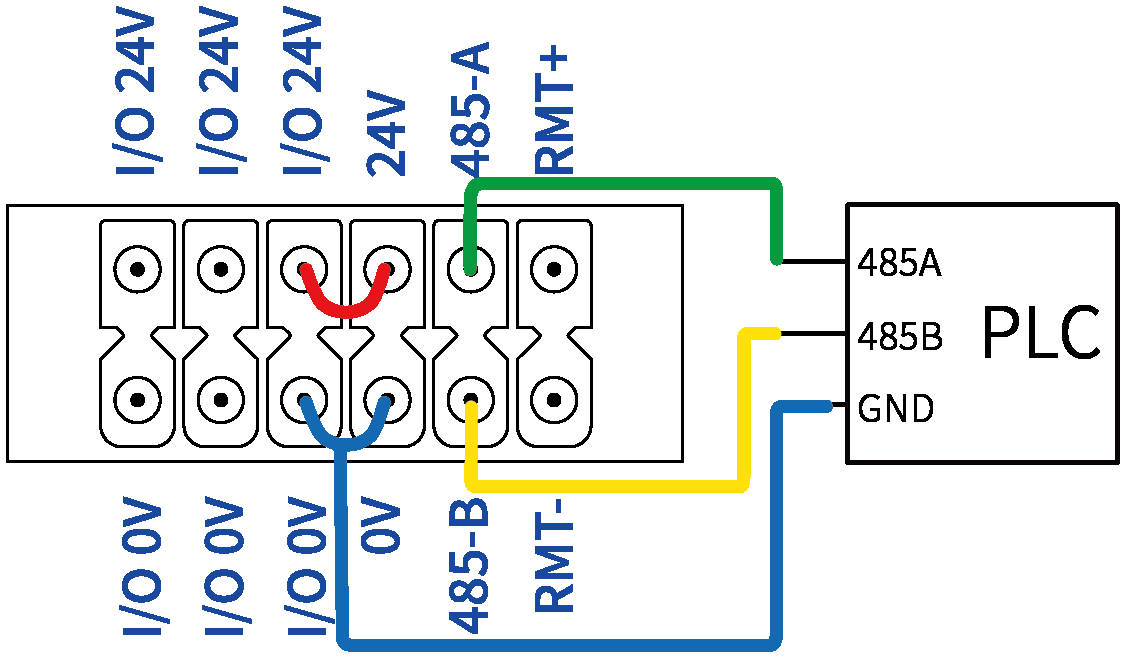 I/O 24V
I/O 24V
I/O 24V
24V
485-A
RMT+
485A
485B
PLC
GND
I/O 0V
I/O 0V
I/O 0V
0V
485-B
RMT-